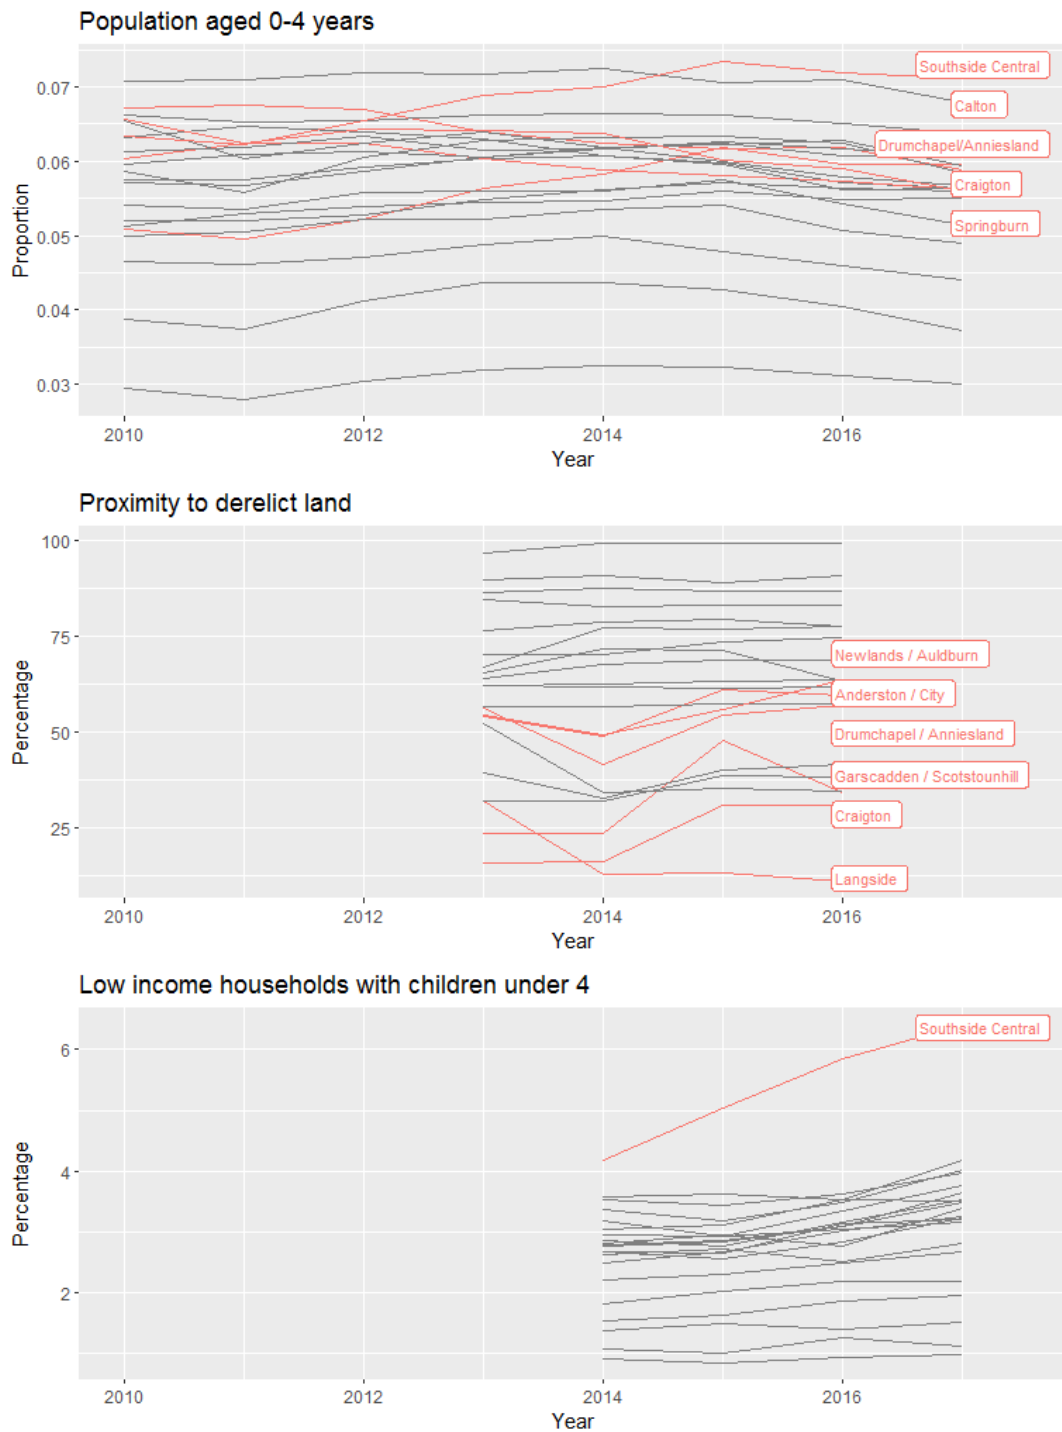 Population aged 0-4 years
Southside Central
0.07
Calton
Drumchapel/Anniesland
0.06
Craigton
Springburn
0.05
0.04
0.03
Proportion
2010 2012 2014 2016
Year
Proximity to derelict land
100
75
Newlands / Auldburn
Anderston / City
50
Drumchapel / Anniesland
Garscadden / Scotstounhill
25
Craigton
Langside
Percentage
2010 2012 2014 2016
Year
Low income households with children under 4
Southside Central
6
4
2
Percentage
2010 2012 2014 2016
Year